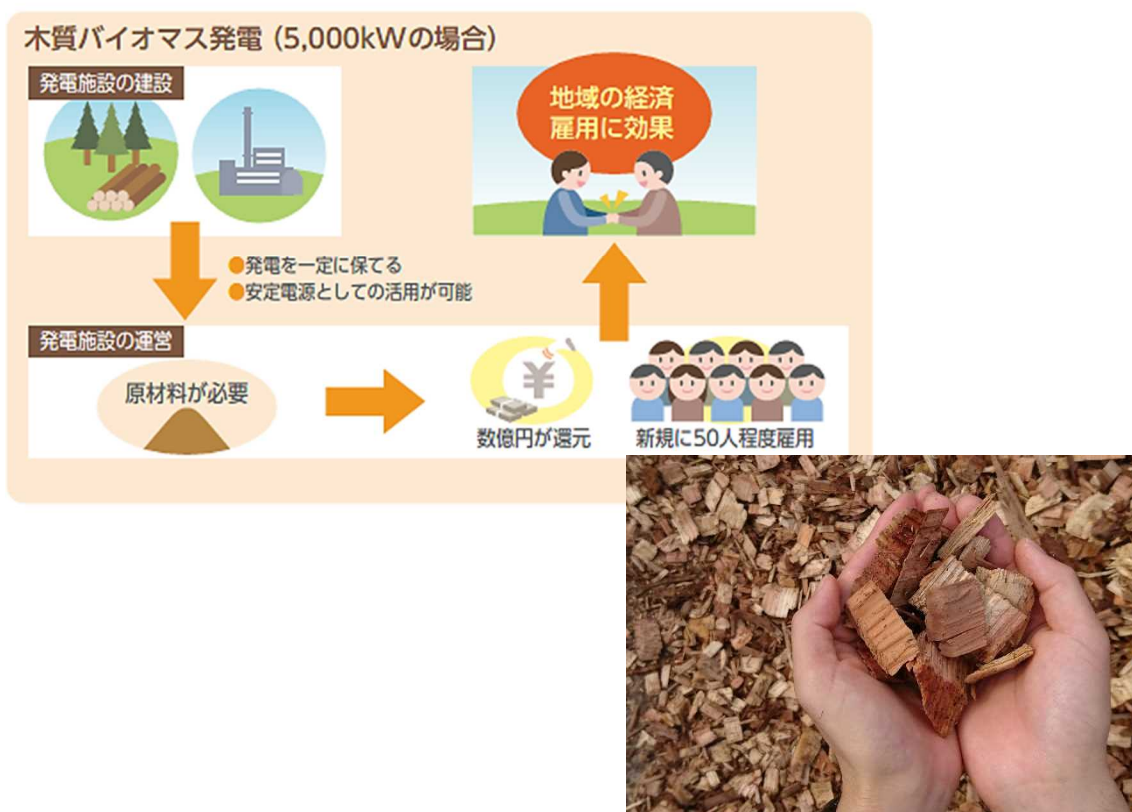 木質バイオマス発電（5,000kWの場合）
発電施設の建設
地域の経済
雇用に効果
●発電を一定に保てる
●安定電源としての活用が可能
発電施設の運営
原材料が必要
¥
数億円が還元
新規に50人程度雇用